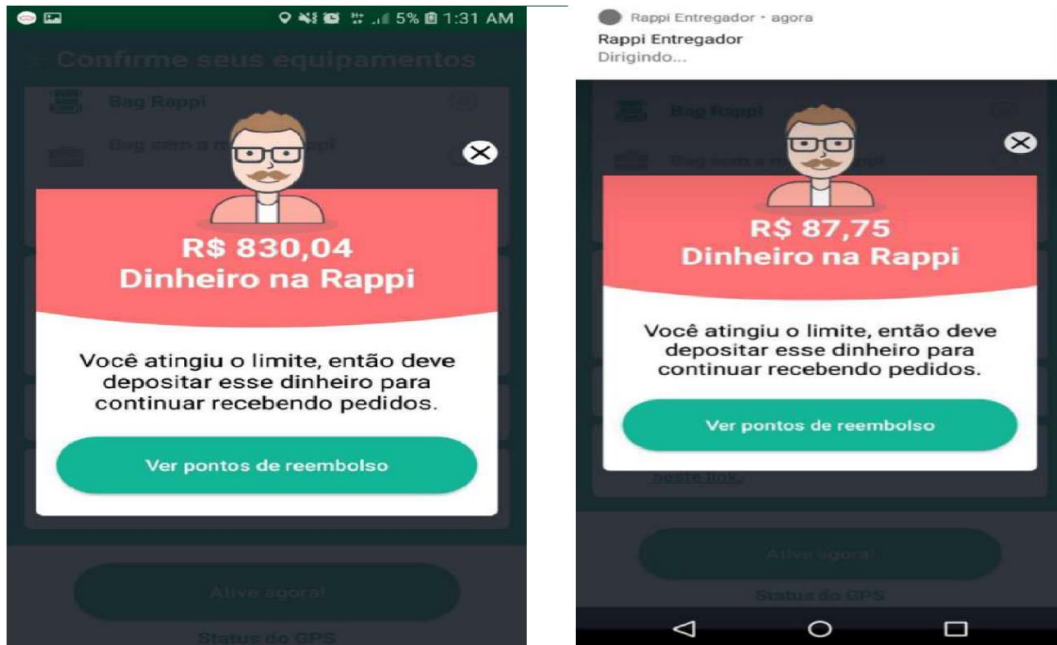 5% 1:31 AM
Confirme seus equipamentos
Bag Rappi
R$ 830,04
Dinheiro na Rappi
Você atingiu o limite, então deve
depositar esse dinheiro para
continuar recebendo pedidos.
Ver pontos de reembolso
Ative agora!
Status do GPS
Rappi Entregador • agora
Rappi Entregador
Dirigindo...
Bag Rappi
R$ 87,75
Dinheiro na Rappi
Você atingiu o limite, então deve
depositar esse dinheiro para
continuar recebendo pedidos.
Ver pontos de reembolso
neste link.
Ative agora!
Status do GPS